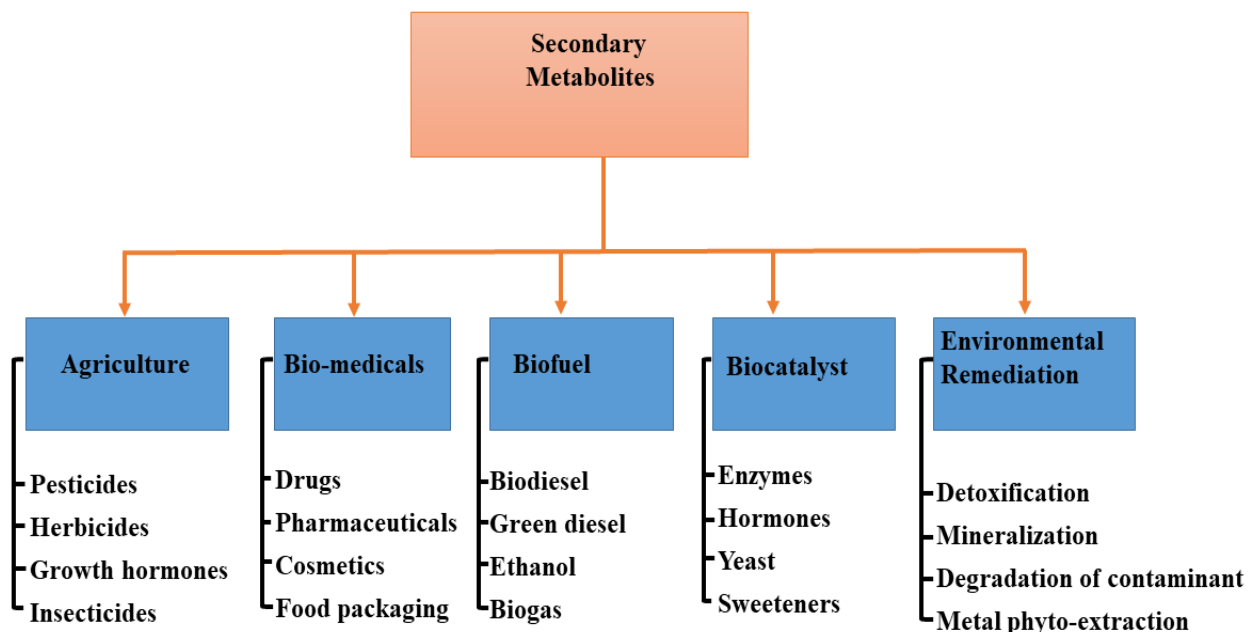 Secondary
Metabolites
Agriculture
Pesticides
Herbicides
Growth hormones
Insecticides
Bio-medicals
Drugs
Pharmaceuticals
Cosmetics
Food packaging
Biofuel
Biodiesel
Green diesel
Ethanol
Biogas
Biocatalyst
Enzymes
Hormones
Yeast
Sweeteners
Environmental
Remediation
Detoxification
Mineralization
Degradation of contaminant
Metal phyto-extraction